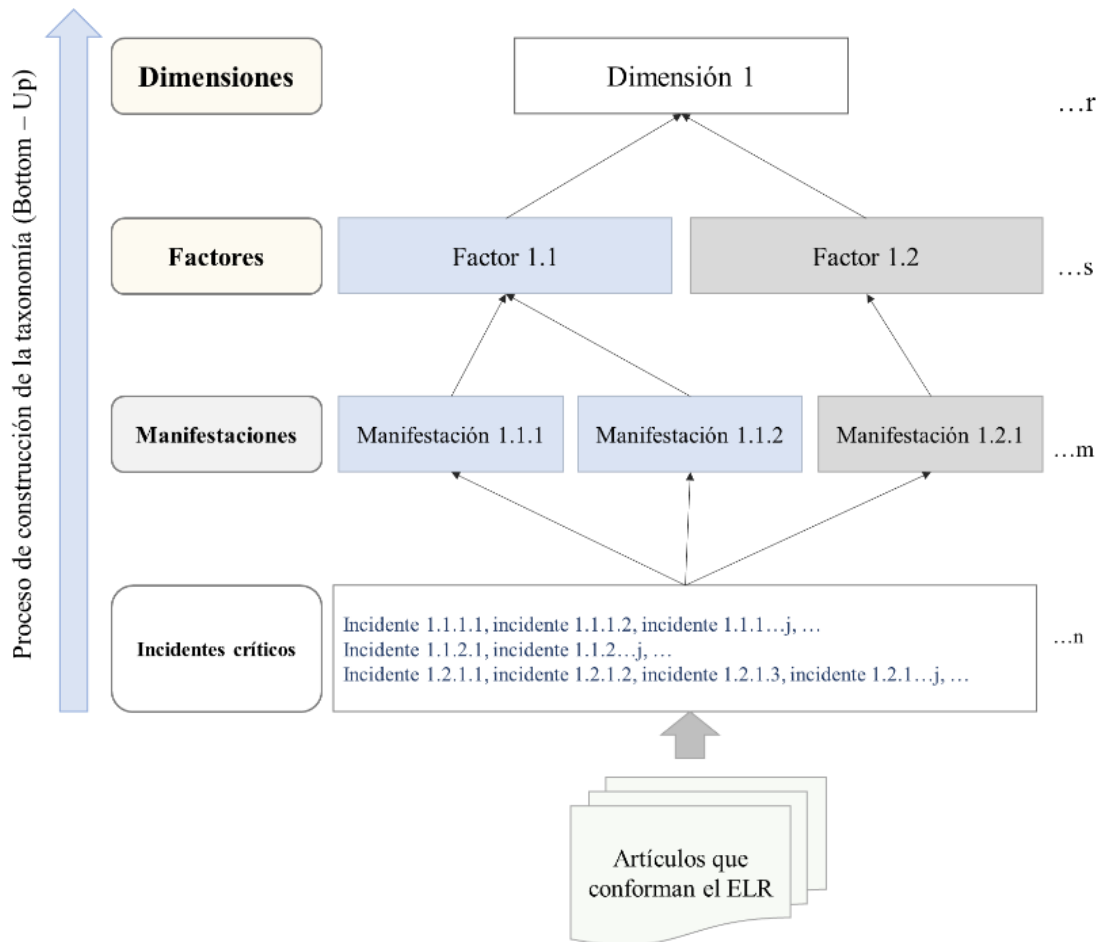 Proceso de construcción de la taxonomía (Bottom – Up)
Dimensiones
Dimensión 1
…r
Factores
Factor 1.1
Factor 1.2
…s
Manifestaciones
Manifestación 1.1.1
Manifestación 1.1.2
Manifestación 1.2.1
…m
Incidentes críticos
Incidente 1.1.1.1, incidente 1.1.1.2, incidente 1.1.1…j, …
Incidente 1.1.2.1, incidente 1.1.2…j, …
Incidente 1.2.1.1, incidente 1.2.1.2, incidente 1.2.1.3, incidente 1.2.1…j, …
…n
Artículos que
conforman el ELR